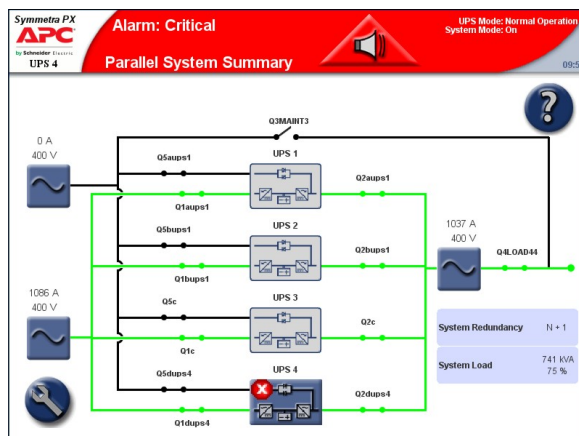 Symmetra PX
APC
by Schneider Electric
UPS 4
Alarm: Critical
Parallel System Summary
UPS Mode: Normal Operation
System Mode: On
09:5
Q3MAINT3
0 A
400 V
UPS 1
Q5aups1
Q1aups1
Q2aups1
UPS 2
Q5bups1
Q1bups1
Q2bups1
1037 A
400 V
Q4LOAD44
1086 A
400 V
UPS 3
Q5c
Q1c
Q2c
System Redundancy N + 1
System Load 741 kVA
75 %
UPS 4
Q5dups4
Q1dups4
Q2dups4